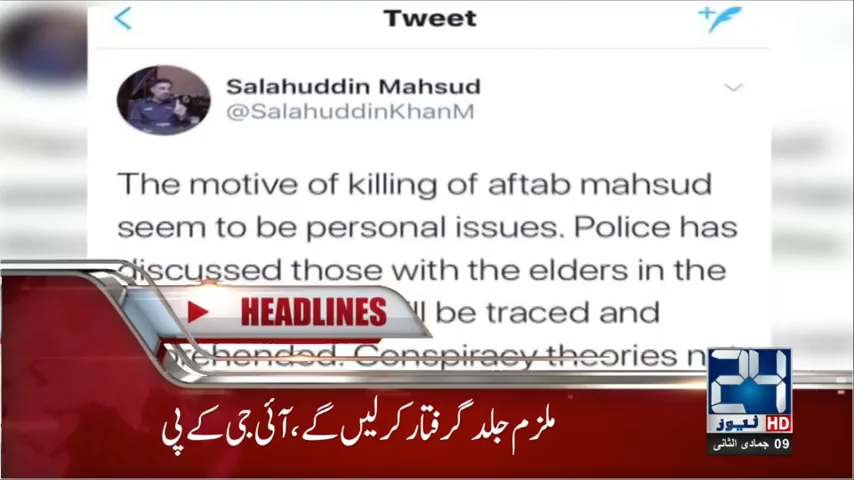 Tweet
Salahuddin Mahsud
@SalahuddinKhanM
The motive of killing of aftab mahsud
seem to be personal issues. Police has
discussed those with the elders in the
be traced and
Conspiracy theories
HEADLINES
ملزم جلد گرفتار کرلیں گے، آئی جی کے پی
24
نیوز HD
09 جمادی الثانی